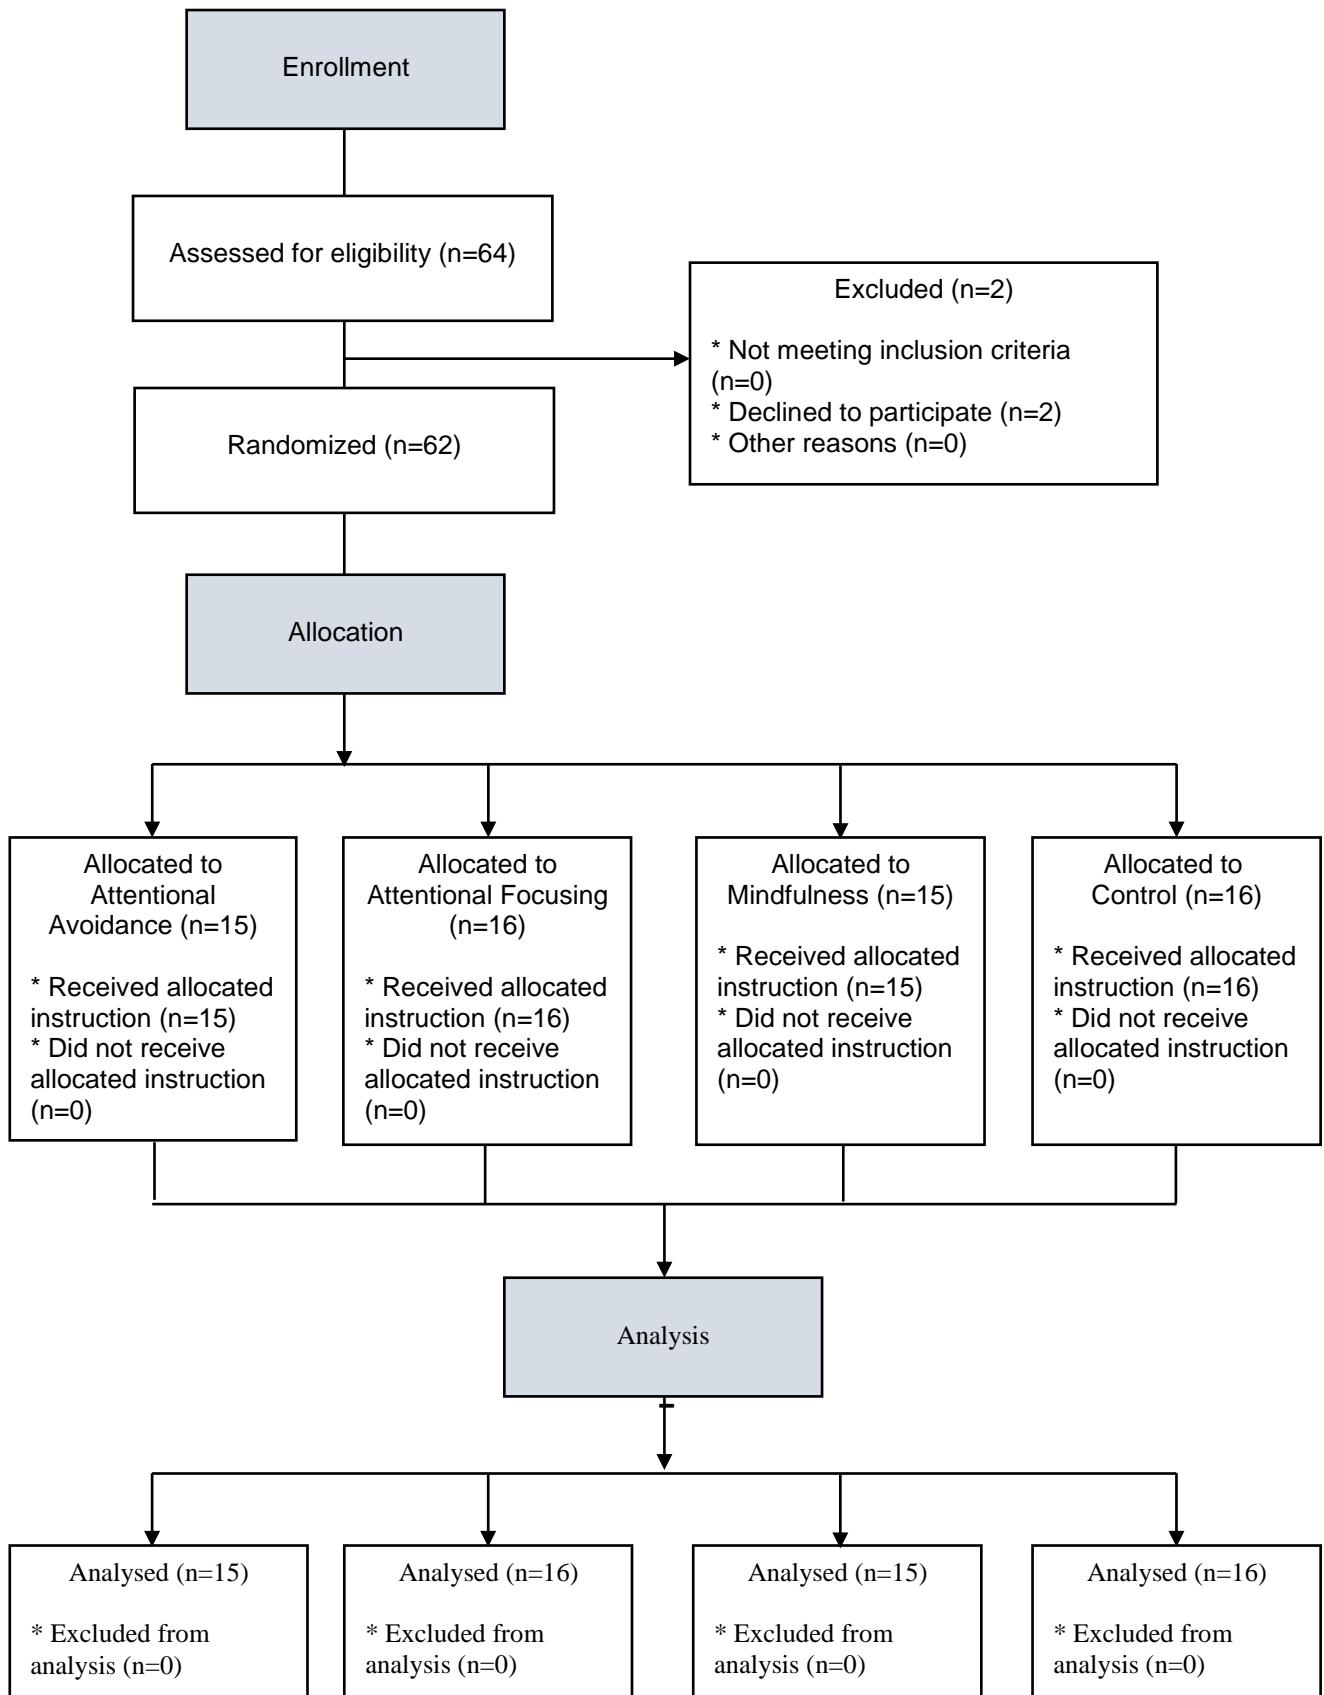 Enrollment
Assessed for eligibility (n=64)
Excluded (n=2)
* Not meeting inclusion criteria
(n=0)
* Declined to participate (n=2)
* Other reasons (n=0)
Randomized (n=62)
Allocation
Allocated to
Attentional
Avoidance (n=15)
* Received allocated
instruction (n=15)
* Did not receive
allocated instruction
(n=0)
Allocated to
Attentional Focusing
(n=16)
* Received allocated
instruction (n=16)
* Did not receive
allocated instruction
(n=0)
Allocated to
Mindfulness (n=15)
* Received allocated
instruction (n=15)
* Did not receive
allocated instruction
(n=0)
Allocated to
Control (n=16)
* Received allocated
instruction (n=16)
* Did not receive
allocated instruction
(n=0)
Analysis
Analysed (n=15)
* Excluded from
analysis (n=0)
Analysed (n=16)
* Excluded from
analysis (n=0)
Analysed (n=15)
* Excluded from
analysis (n=0)
Analysed (n=16)
* Excluded from
analysis (n=0)